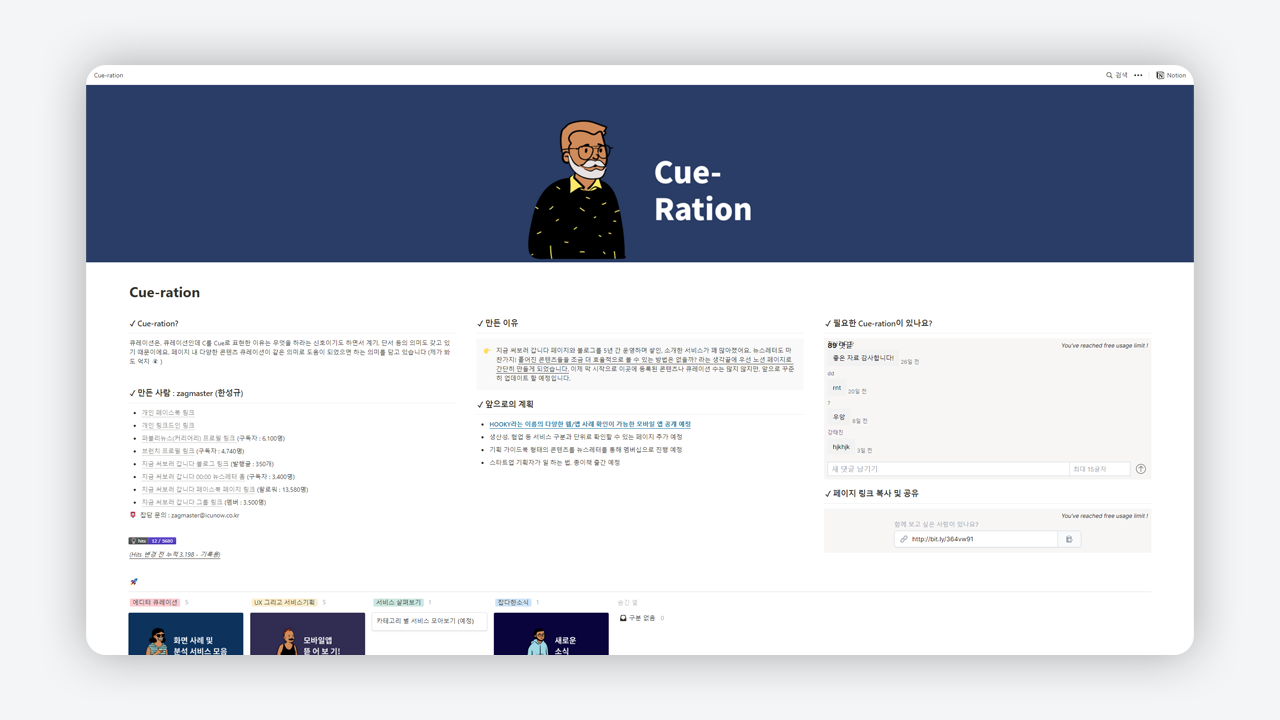 Cue-ration
검색
Notion
Cue-
Ration
Cue-ration
✓ Cue-ration?
큐레이션은, 큐레이션인데 C를 Cue로 표현한 이유는 무엇을 하라는 신호이기도 하면서 계기, 단서 등의 의미도 갖고 있
기 때문이에요. 페이지 내 다양한 콘텐츠 큐레이션이 같은 의미로 도움이 되었으면 하는 의미를 담고 있습니다 (제가 봐
도 억지 )
✓ 만든 사람 : zagmaster (한성규)
개인 페이스북 링크
개인 링크드인 링크
퍼블리뉴스(커리어리) 프로필 링크 (구독자 : 6,100명)
브런치 프로필 링크 (구독자 : 4,740명)
지금 써보러 갑니다 블로그 링크 (발행글 : 350개)
지금 써보러 갑니다 00:00 뉴스레터 홈 (구독자 : 3,400명)
지금 써보러 갑니다 페이스북 페이지 링크 (팔로워 : 13,580명)
지금 써보러 갑니다 그룹 링크 (멤버 : 3,500명)
잡담 문의 : zagmaster@icunow.co.kr
hits 12 / 5680
(Hits 변경 전 누적 3,198 - 기록용)
✓ 만든 이유
지금 써보러 갑니다 페이지와 블로그를 5년 간 운영하며 쌓인, 소개한 서비스가 꽤 많아졌어요. 뉴스레터도 마
찬가지! 흩어진 콘텐츠들을 조금 더 효율적으로 볼 수 있는 방법은 없을까? 라는 생각끝에 우선 노션 페이지로
간단히 만들게 되었습니다. 이제 막 시작으로 이곳에 등록된 콘텐츠나 큐레이션 수는 많지 않지만, 앞으로 꾸준
히 업데이트 할 예정입니다.
✓ 앞으로의 계획
HOOKY라는 이름의 다양한 웹/앱 사례 확인이 가능한 모바일 앱 공개 예정
생산성, 협업 등 서비스 구분과 단위로 확인할 수 있는 페이지 추가 예정
기획 가이드북 형태의 콘텐츠를 뉴스레터를 통해 멤버십으로 진행 예정
스타트업 기획자가 일 하는 법, 종이책 출간 예정
✓ 필요한 Cue-ration이 있나요?
89 댓글
You've reached free usage limit !
좋은 자료 감사합니다! 26일 전
dd
mt 20일 전
?
우왕 8일 전
강해진
hjkhjk 3일 전
새 댓글 남기기
최대 15글자
✓ 페이지 링크 복사 및 공유
You've reached free usage limit !
함께 보고 싶은 사람이 있나요?
http://bit.ly/364vw91
에디터 큐레이션 5
UX 그리고 서비스기획 5
서비스 살펴보기 1
잡다한소식 1
숨긴 열
화면 사례 및
분석 서비스 모음
모바일앱
뜯 어 보 기!
카테고리 별 서비스 모아보기 (예정)
새로운
소식
구분 없음 0